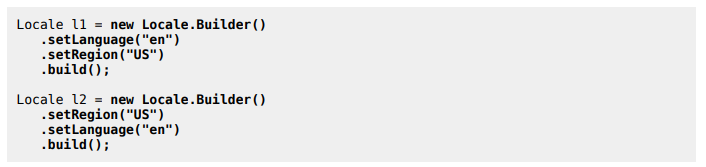 Locale l1 = new Locale.Builder()
   .setLanguage("en")
   .setRegion("US")
   .build();

Locale l2 = new Locale.Builder()
   .setRegion("US")
   .setLanguage("en")
   .build();